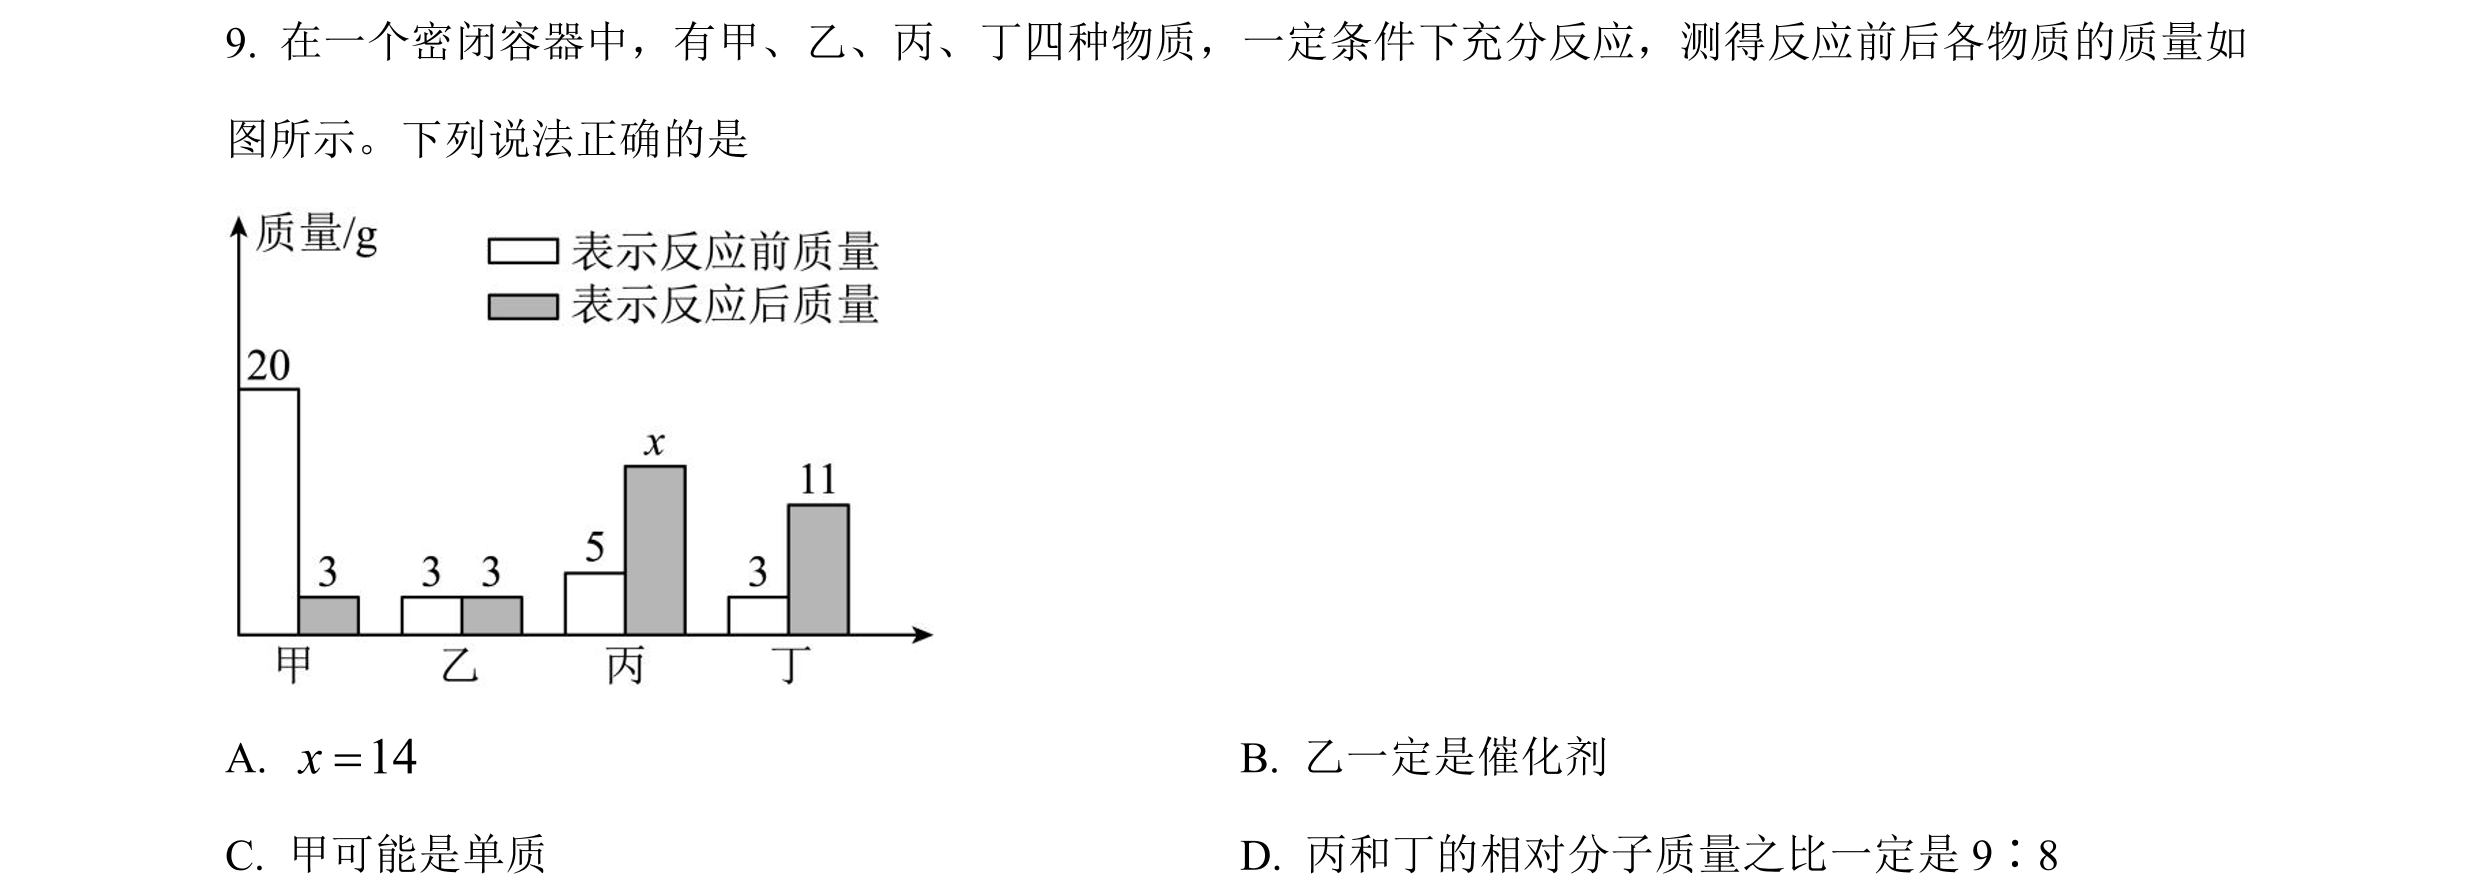 9. 在一个密闭容器中，有甲、乙、丙、丁四种物质，一定条件下充分反应，测得反应前后各物质的质量如
图所示。下列说法正确的是
质量/g
表示反应前质量
表示反应后质量
20
3
3
3
5
x
3
11
甲 乙 丙 丁
A. x=14 B. 乙一定是催化剂
C. 甲可能是单质 D. 丙和丁的相对分子质量之比一定是 9∶8